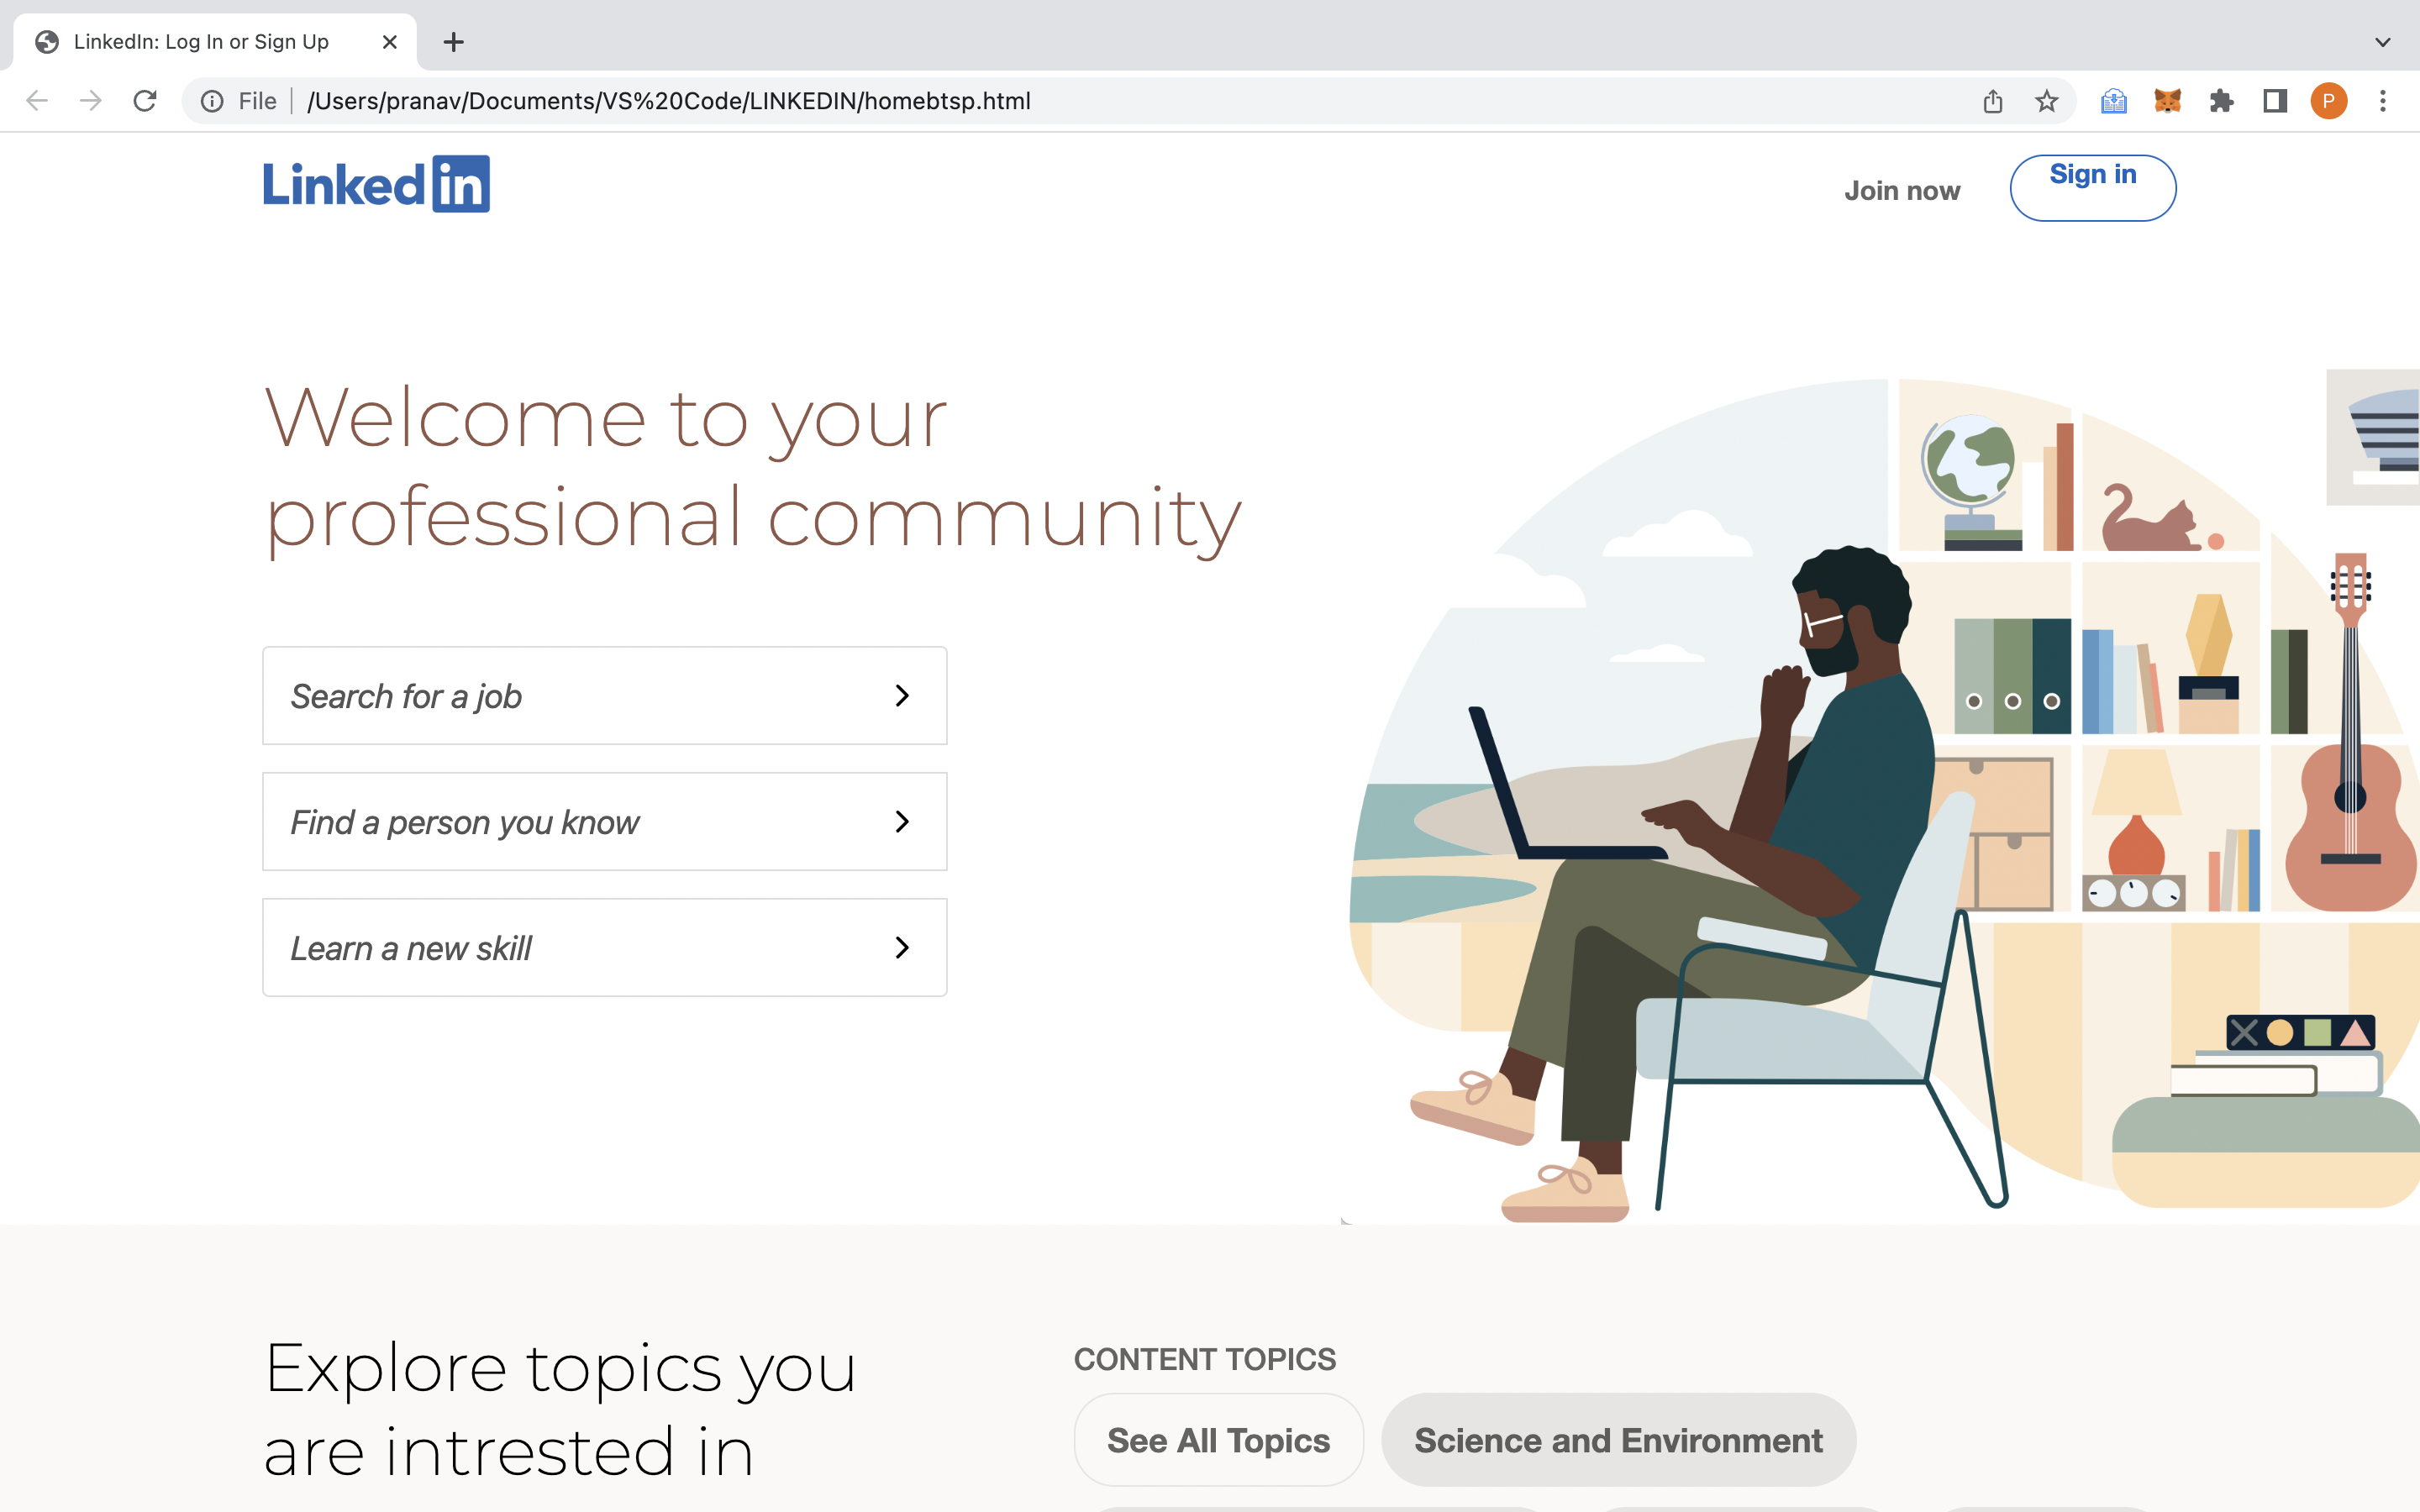 LinkedIn: Log In or Sign Up
File /Users/pranav/Documents/VS%20Code/LINKEDIN/homebtsp.html
P
Linkedin
Join now
Sign in
Welcome to your
professional community
Search for a job
Find a person you know
Learn a new skill
Explore topics you
are intrested in
CONTENT TOPICS
See All Topics
Science and Environment